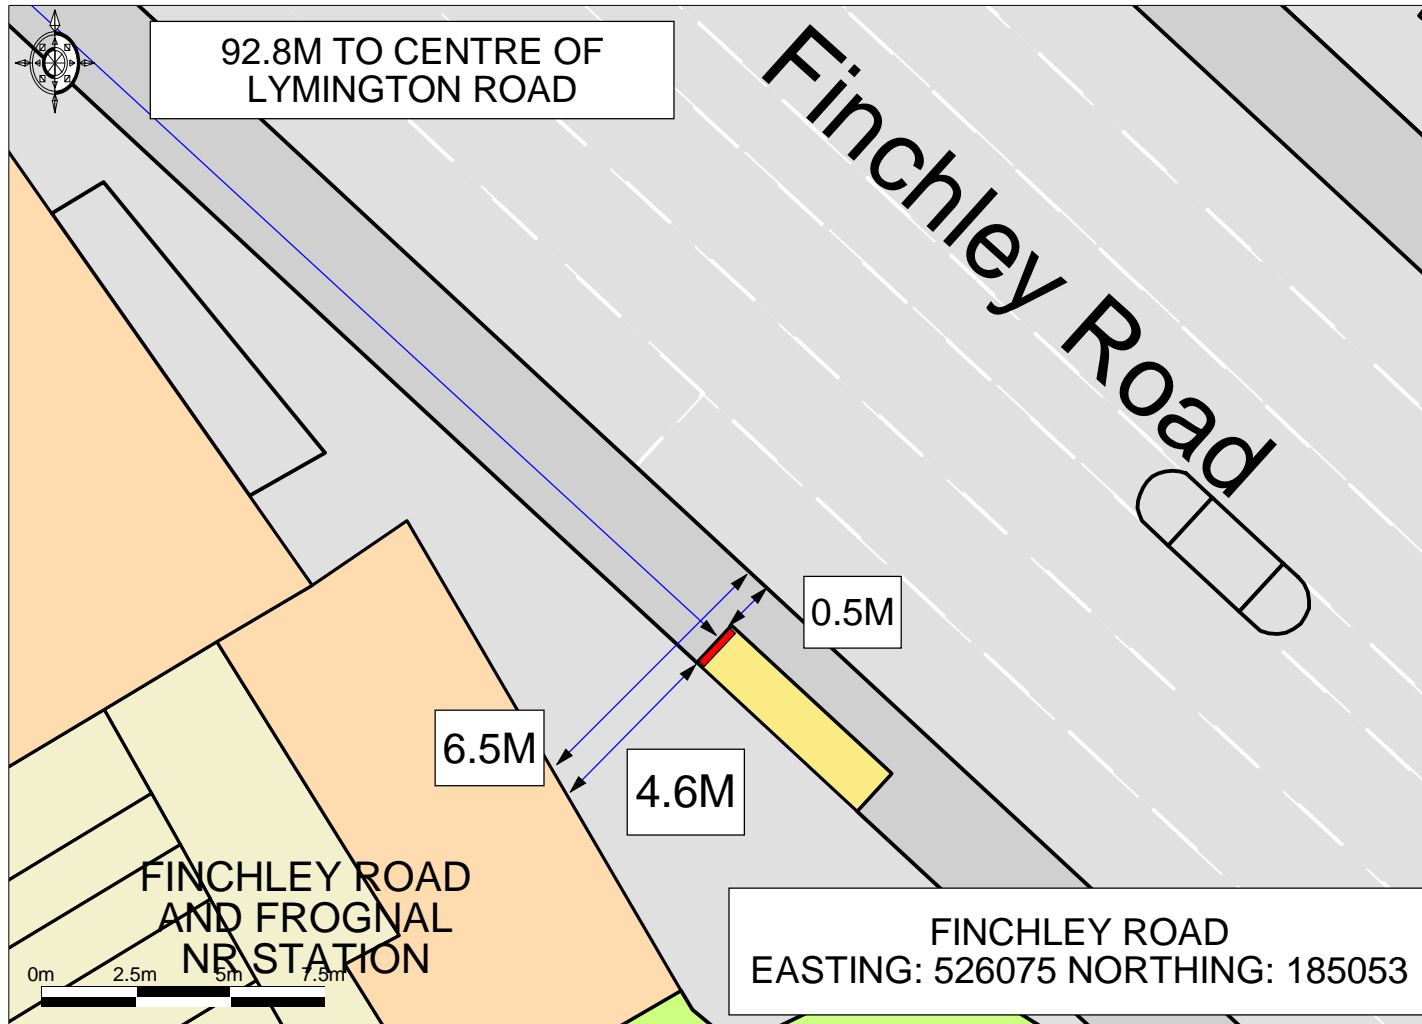 92.8M TO CENTRE OF
LYMINGTON ROAD
Finchley Road
0.5M
6.5M
4.6M
FINCHLEY ROAD
AND FROGNAL
NR STATION
0m 2.5m 5m 7.5m
FINCHLEY ROAD
EASTING: 526075 NORTHING: 185053